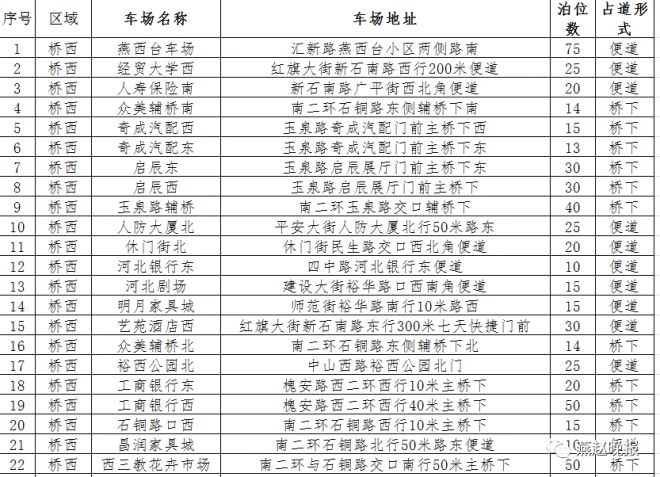 序号 区域 车场名称 车场地址 泊位数 占道形式
1 桥西 燕西台车场 汇新路燕西台小区两侧路南 75 便道
2 桥西 经贸大学西 红旗大街新石南路西行200米便道 25 便道
3 桥西 人寿保险南 新石南路广平街西北角便道 20 便道
4 桥西 众美辅桥南 南二环石铜路东侧辅桥下南 14 桥下
5 桥西 奇成汽配西 玉泉路奇成汽配门前主桥下西 15 桥下
6 桥西 奇成汽配东 玉泉路奇成汽配门前主桥下东 13 桥下
7 桥西 启辰东 玉泉路启辰展厅门前主桥下东 30 桥下
8 桥西 启辰西 玉泉路启辰展厅门前主桥下 30 桥下
9 桥西 玉泉路辅桥 南二环玉泉路交口辅桥下 40 桥下
10 桥西 人防大厦北 平安大街人防大厦北行50米路东 25 便道
11 桥西 休门街北 休门街民生路交口西北角便道 20 便道
12 桥西 河北银行东 四中路河北银行东便道 10 便道
13 桥西 河北剧场 建设大街裕华路口西南角便道 15 便道
14 桥西 明月家具城 师范街裕华路南行10米路西 15 便道
15 桥西 艺苑酒店西 红旗大街新石南路东行300米七天快捷门前 30 便道
16 桥西 众美辅桥北 南二环石铜路东侧辅桥下北 14 桥下
17 桥西 裕西公园北 中山西路裕西公园北门 25 便道
18 桥西 工商银行东 槐安路西二环西行10米主桥下 20 桥下
19 桥西 工商银行西 槐安路西二环西行40米主桥下 50 桥下
20 桥西 石铜路口西 南二环石铜路西行10米主桥下 15 桥下
21 桥西 昌润家具城 南二环石铜路北行50米路东便道 10
22 桥西 西三教花卉市场 南二环与石铜路交口南行50米主桥下 50 桥下
燕赵晚报